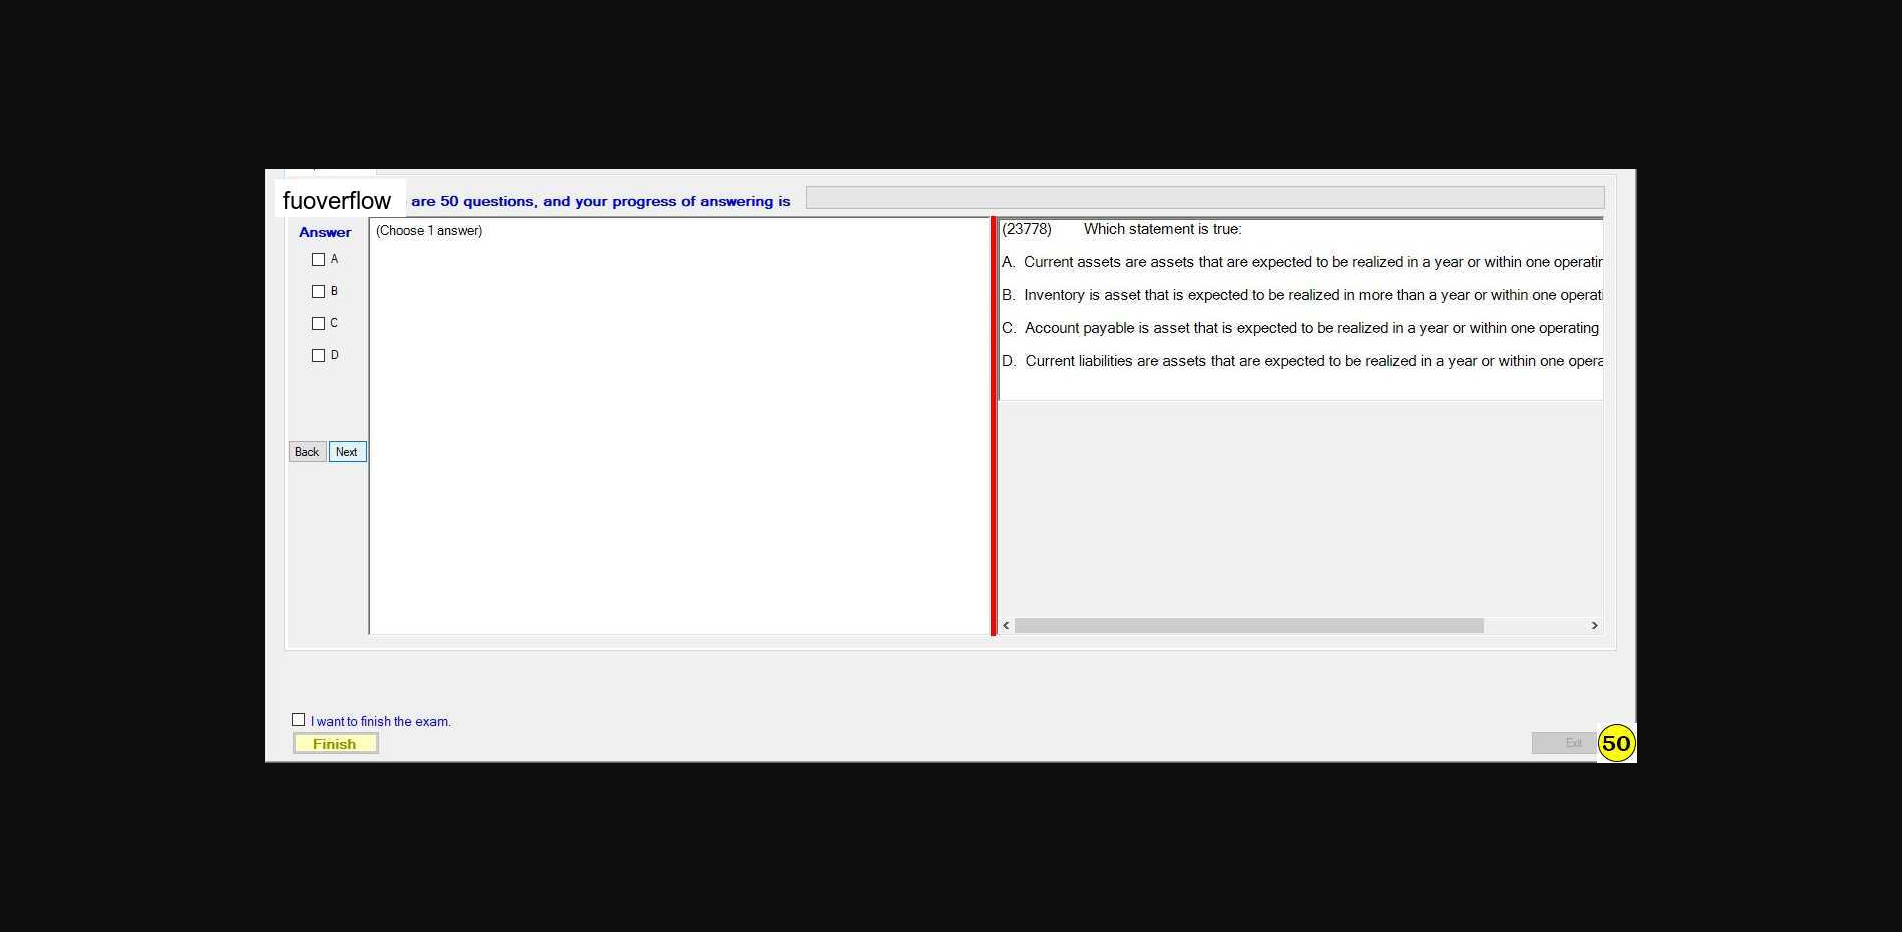 fuoverflow are 50 questions, and your progress of answering is
Answer
A
B
C
D
Back Next
(Choose 1 answer)
(23778) Which statement is true:
A. Current assets are assets that are expected to be realized in a year or within one
B. Inventory is asset that is expected to be realized in more than a year or within one
C. Account payable is asset that is expected to be realized in a year or within one operating
D. Current liabilities are assets that are expected to be realized in a year or within one
I want to finish the exam.
Finish
Exit
50